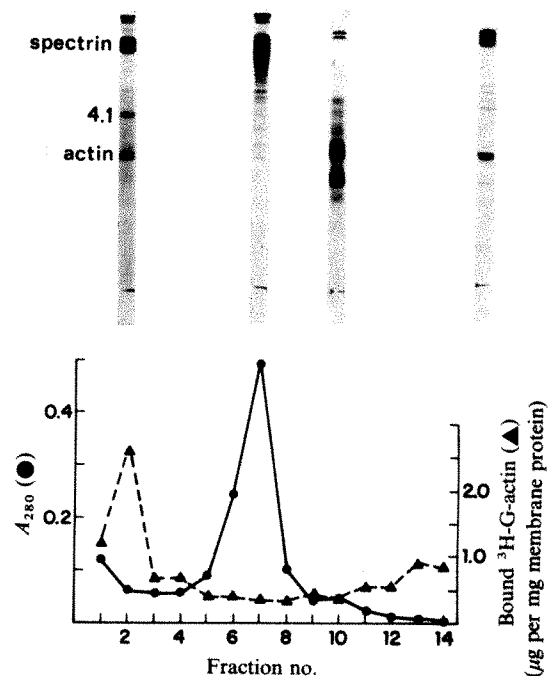 spectrin
4.1
actin
0.4
0.2
A280 (●)
2.0
1.0
Bound ³H-G-actin (▲)
(μg per mg membrane protein)
2 4 6 8 10 12 14
Fraction no.